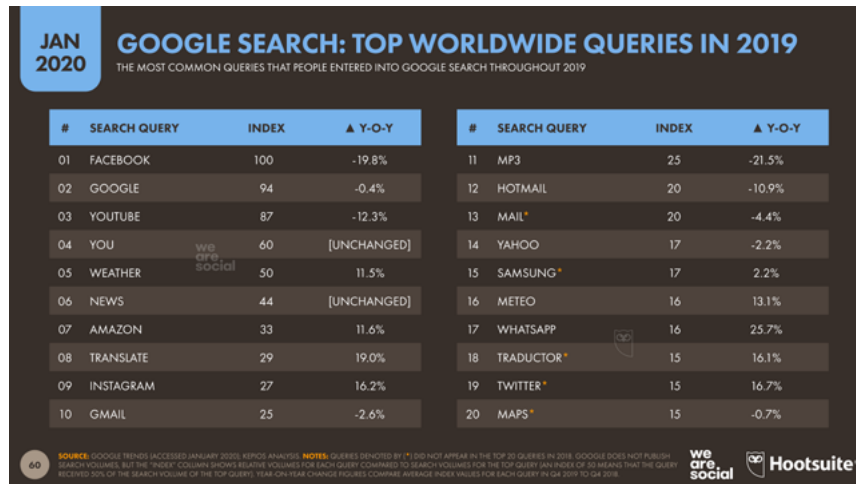 JAN
2020
GOOGLE SEARCH: TOP WORLDWIDE QUERIES IN 2019
THE MOST COMMON QUERIES THAT PEOPLE ENTERED INTO GOOGLE SEARCH THROUGHOUT 2019
# SEARCH QUERY INDEX ▲ Y-O-Y
01 FACEBOOK 100 -19.8%
02 GOOGLE 94 -0.4%
03 YOUTUBE 87 -12.3%
04 YOU 60 [UNCHANGED]
05 WEATHER 50 11.5%
06 NEWS 44 [UNCHANGED]
07 AMAZON 33 11.6%
08 TRANSLATE 29 19.0%
09 INSTAGRAM 27 16.2%
10 GMAIL 25 -2.6%
we
are
social
# SEARCH QUERY INDEX ▲ Y-O-Y
11 MP3 25 -21.5%
12 HOTMAIL 20 -10.9%
13 MAIL* 20 -4.4%
14 YAHOO 17 -2.2%
15 SAMSUNG* 17 2.2%
16 METEO 16 13.1%
17 WHATSAPP 16 25.7%
18 TRADUCTOR* 15 16.1%
19 TWITTER* 15 16.7%
20 MAPS* 15 -0.7%
60
SOURCE: GOOGLE TRENDS (ACCESSED JANUARY 2020); KEPIOS ANALYSIS. NOTES: QUERIES DENOTED BY (*) DID NOT APPEAR IN THE TOP 20 QUERIES IN 2018. GOOGLE DOES NOT PUBLISH
SEARCH VOLUMES, BUT THE "INDEX" COLUMN SHOWS RELATIVE VOLUMES FOR EACH QUERY COMPARED TO SEARCH VOLUMES FOR THE TOP QUERY (AN INDEX OF 50 MEANS THAT THE QUERY
RECEIVED 50% OF THE SEARCH VOLUME OF THE TOP QUERY). YEAR-ON-YEAR CHANGE FIGURES COMPARE AVERAGE INDEX VALUES FOR EACH QUERY IN Q4 2019 TO Q4 2018.
we
are
social
Hootsuite